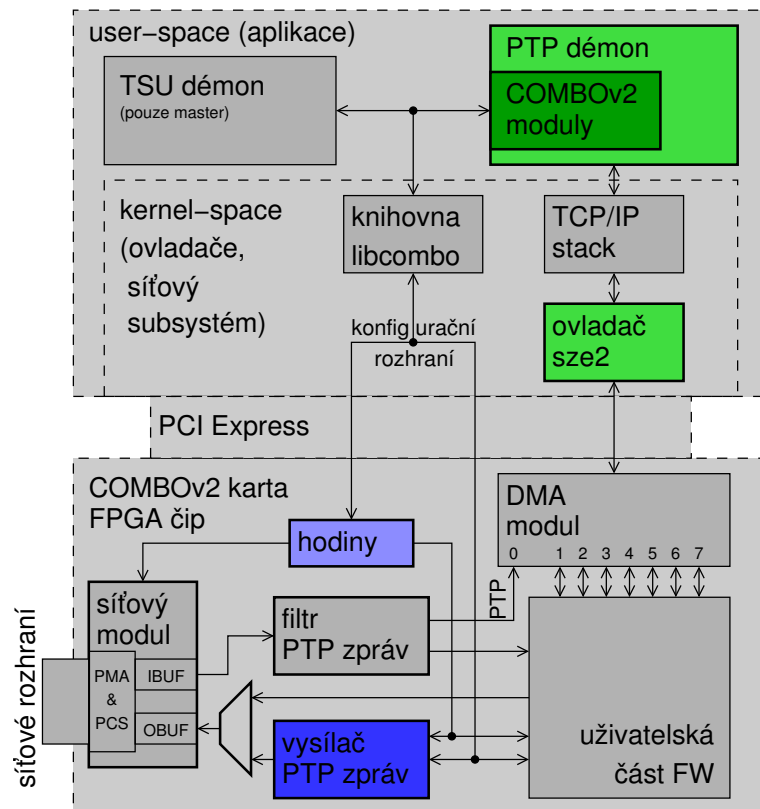 user−space (aplikace)
TSU démon
(pouze master)
PTP démon
COMBOv2
moduly
kernel−space
(ovladače,
síťový
subsystém)
knihovna
libcombo
TCP/IP
stack
konfig urační
rozhraní
ovladač
sze2
PCI Express
COMBOv2 karta
FPGA čip
DMA
modul
0 1 2 3 4 5 6 7
hodiny
PTP
síťový
modul
PMA
&
PCS
IBUF
OBUF
síťové rozhraní
filtr
PTP zpráv
vysílač
PTP zpráv
uživatelská
část FW